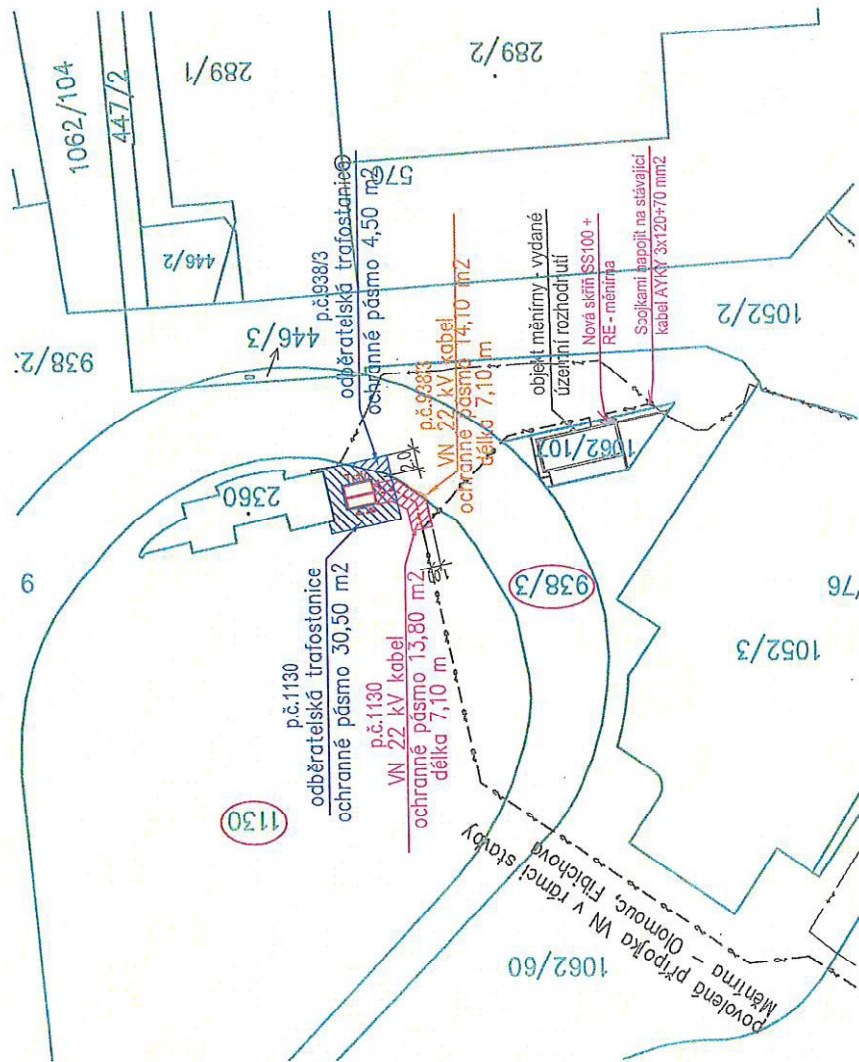 1062/104
447/2
289/1
289/2
446/2
446/3
938/2
p.č.938/3
odběratelská trafostanice
ochranné pásmo 4,50 m2
p.č.938/3
VN 22 kV kabel
ochranné pásmo 14,10 m2
délka 7,10 m
objekt měnírny - vydané
územní rozhodnutí
Nová skříň SS100 +
RE - měnírna
Spojkami napojit na stávající
kabel AYKY 3x120+70 mm2
1052/2
2360
2.0
9
938/3
1052/3
p.č.1130
odběratelská trafostanice
ochranné pásmo 30,50 m2
p.č.1130
VN 22 kV kabel
ochranné pásmo 13,80 m2
délka 7,10 m
1130
povolená přípojka VN v rámci stavby
Měnírna – Olomouc, Fibichova
1062/60